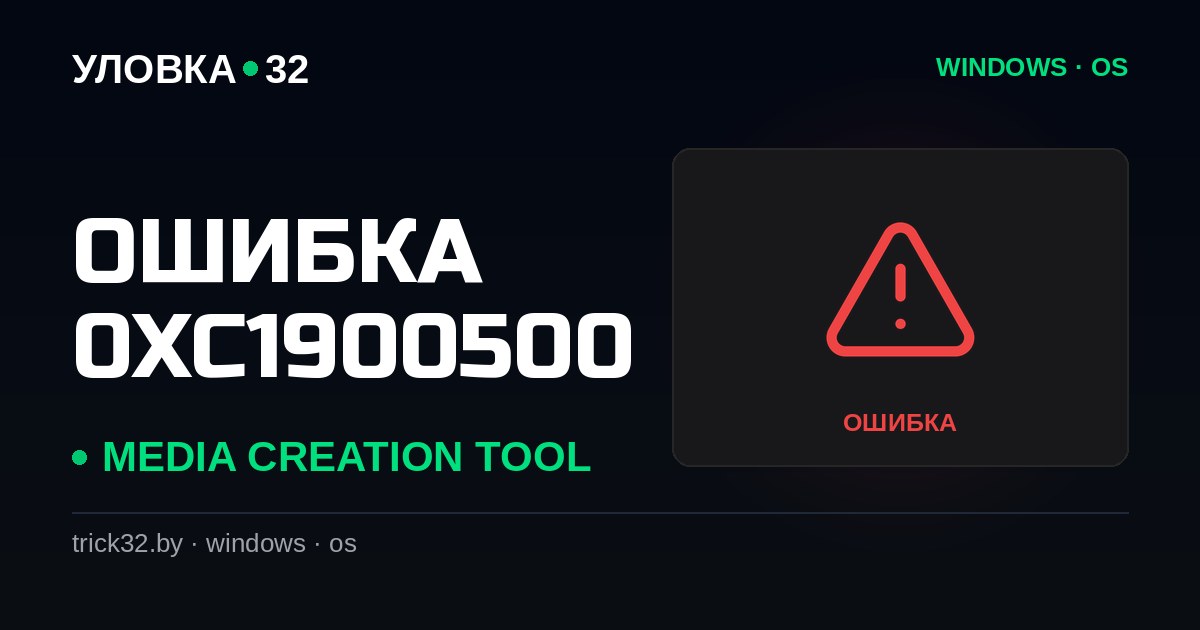 УЛОВКА•32
WINDOWS · OS
ОШИБКА
0XC1900500
• MEDIA CREATION TOOL
ОШИБКА
trick32.by · windows · os